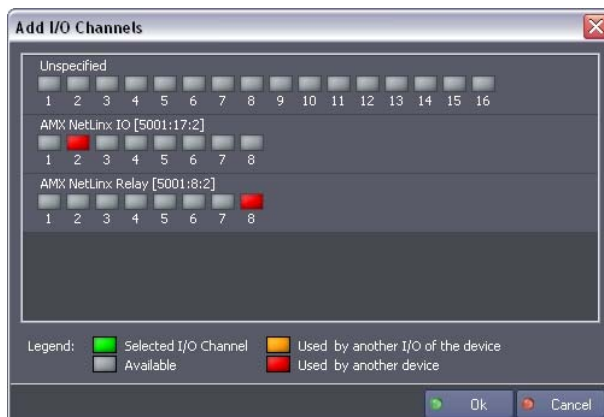 Add I/O Channels
Unspecified
1 2 3 4 5 6 7 8 9 10 11 12 13 14 15 16
AMX NetLinx IO [5001:17:2]
1 2 3 4 5 6 7 8
AMX NetLinx Relay [5001:8:2]
1 2 3 4 5 6 7 8
Legend: Selected I/O Channel Used by another I/O of the device
Available Used by another device
Ok Cancel